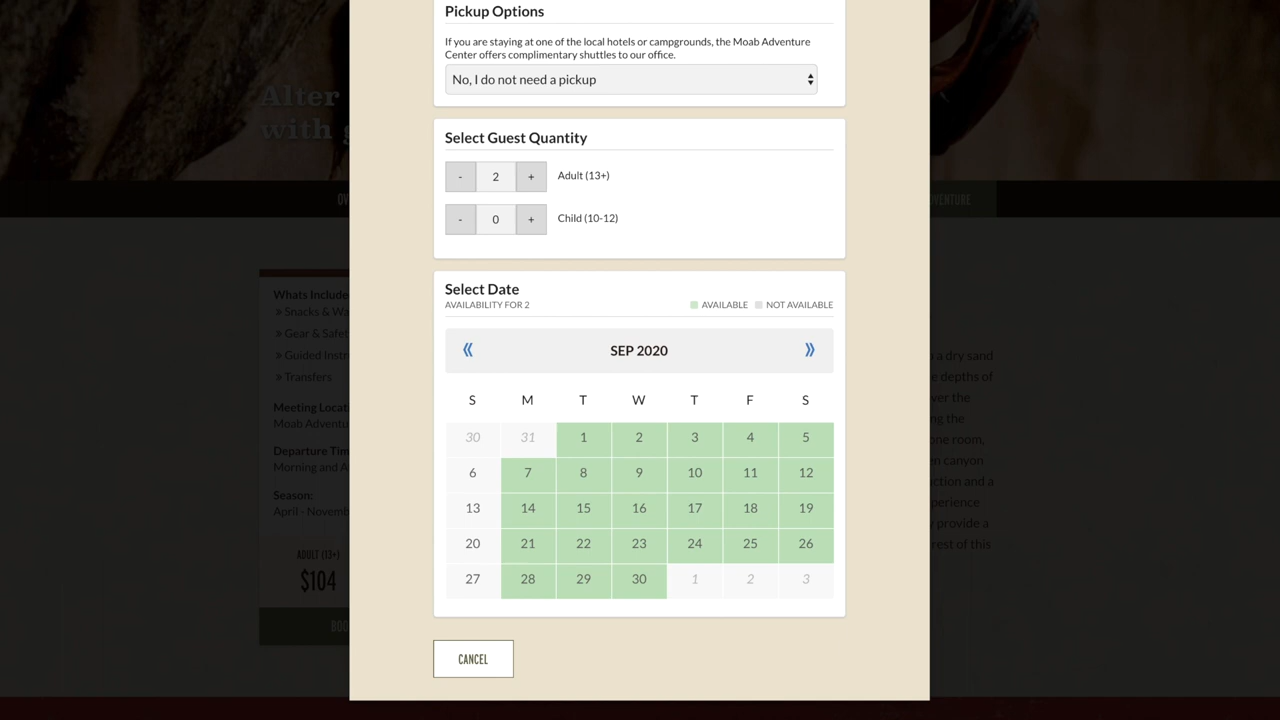 Pickup Options
If you are staying at one of the local hotels or campgrounds, the Moab Adventure
Center offers complimentary shuttles to our office.
No, I do not need a pickup
Alter
with
Select Guest Quantity
- 2 + Adult (13+)
- 0 + Child (10-12)
Select Date
AVAILABILITY FOR 2 AVAILABLE NOT AVAILABLE
« SEP 2020 »
S M T W T F S
30 31 1 2 3 4 5
6 7 8 9 10 11 12
13 14 15 16 17 18 19
20 21 22 23 24 25 26
27 28 29 30 1 2 3
CANCEL
Whats Include
» Snacks & Wa
» Gear & Safet
» Guided Instr
» Transfers
Meeting Locat
Moab Adventu
Departure Tim
Morning and A
Season:
April - Novemb
ADULT (13+)
$104
BOO
a dry sand
depths of
ver the
ng the
one room,
n canyon
ction and a
perience
provide a
rest of this